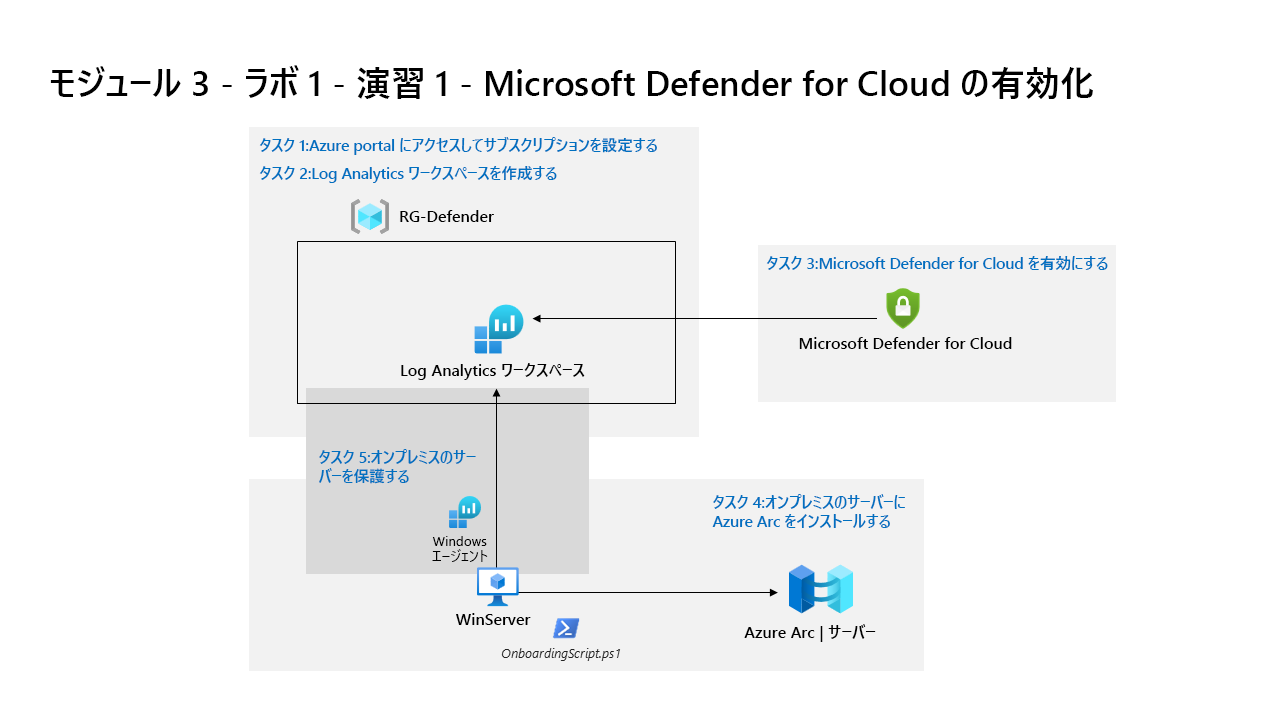 モジュール 3 - ラボ 1 - 演習 1 - Microsoft Defender for Cloud の有効化
タスク 1:Azure portal にアクセスしてサブスクリプションを設定する
タスク 2:Log Analytics ワークスペースを作成する
RG-Defender
タスク 3:Microsoft Defender for Cloud を有効にする
Microsoft Defender for Cloud
Log Analytics ワークスペース
タスク 5:オンプレミスのサー
バーを保護する
タスク 4:オンプレミスのサーバーに
Azure Arc をインストールする
Windows
エージェント
WinServer
Azure Arc | サーバー
OnboardingScript.ps1